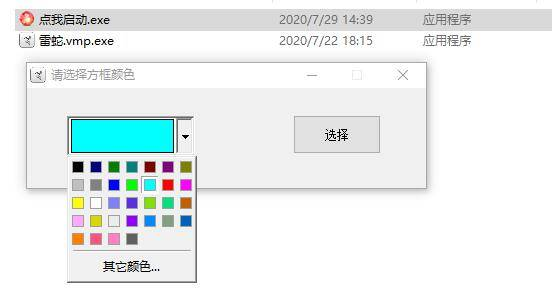 点我启动.exe 2020/7/29 14:39 应用程序
雷蛇.vmp.exe 2020/7/22 18:15 应用程序
请选择方框颜色
选择
其它颜色...